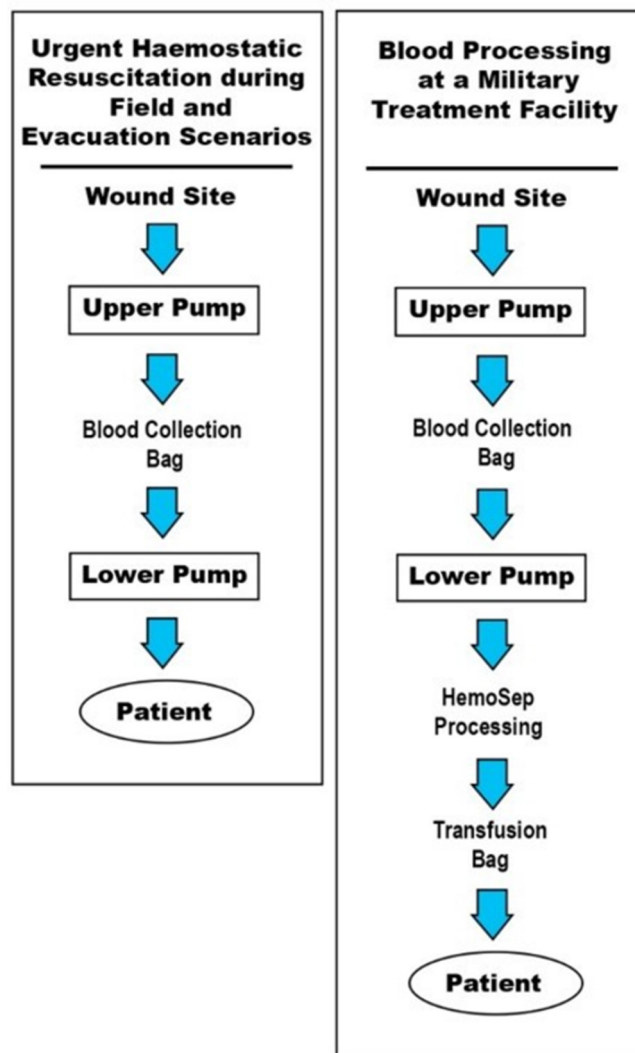 Urgent Haemostatic
Resuscitation during
Field and
Evacuation Scenarios
Wound Site
Upper Pump
Blood Collection
Bag
Lower Pump
Patient
Blood Processing
at a Military
Treatment Facility
Wound Site
Upper Pump
Blood Collection
Bag
Lower Pump
HemoSep
Processing
Transfusion
Bag
Patient